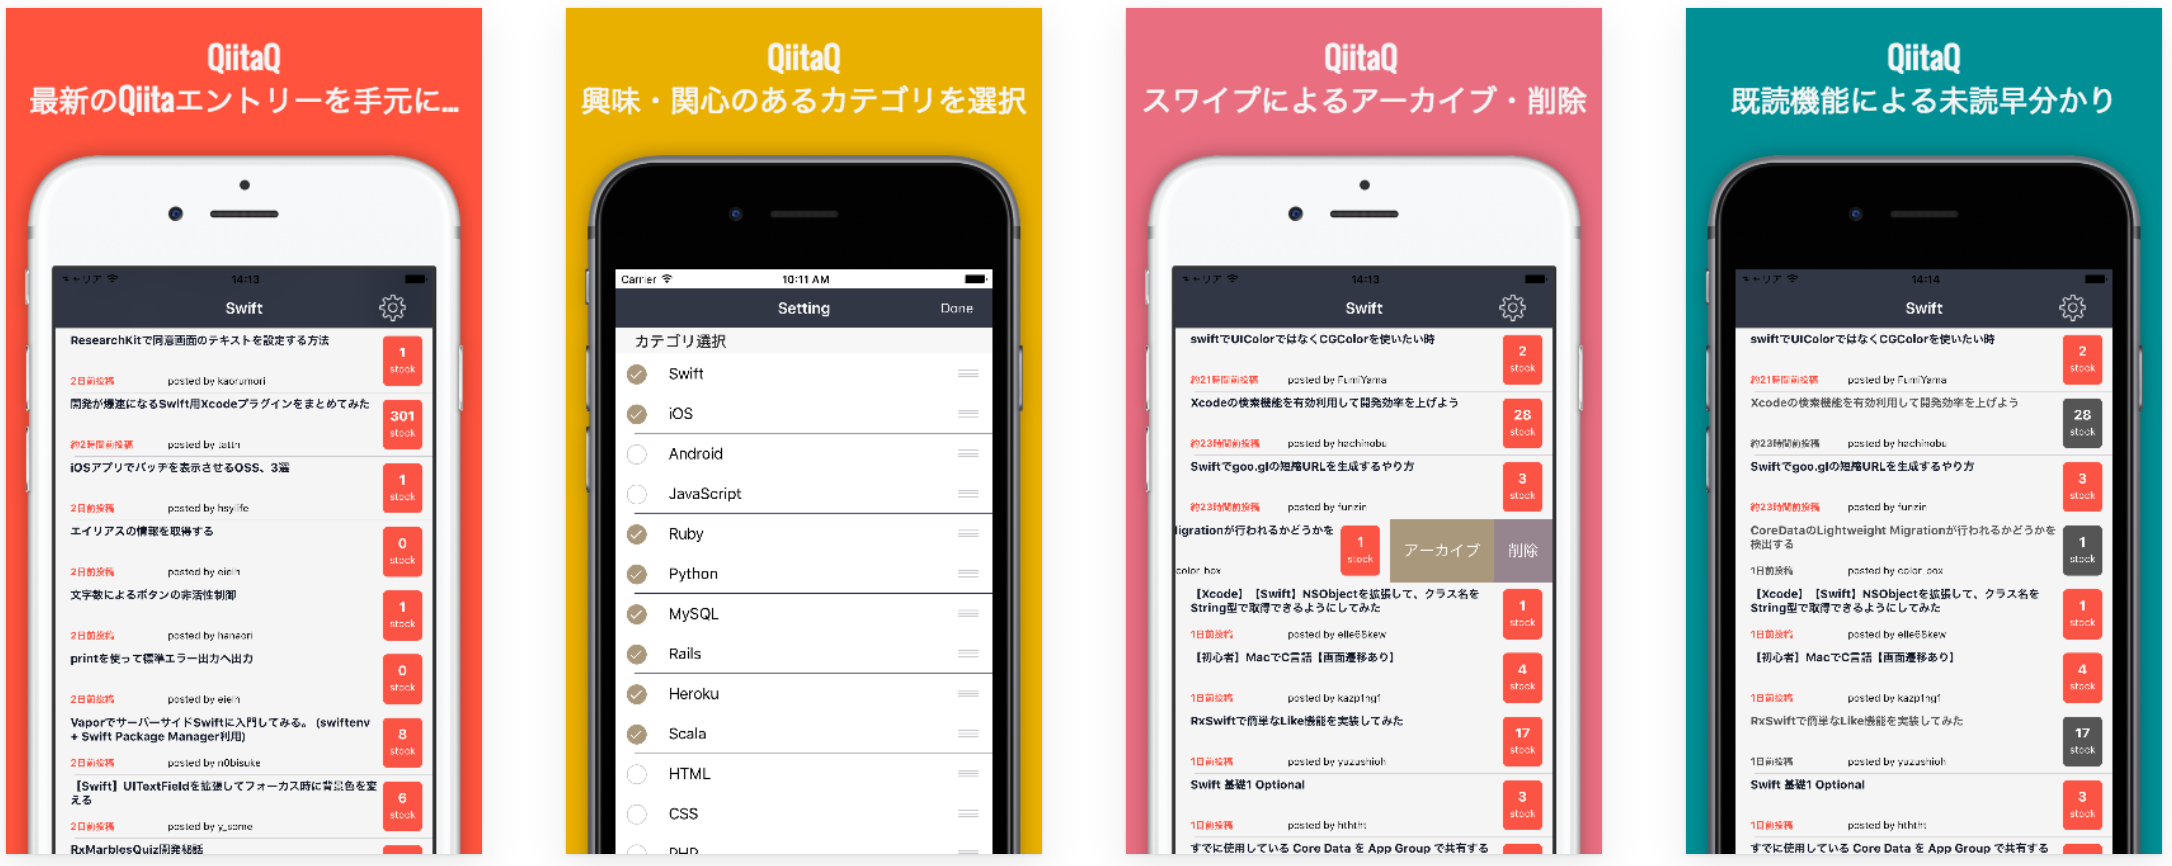 QiitaQ
最新のQiitaエントリーを手元に...
14:13
Swift
ResearchKitで同意画面のテキストを設定する方法
1
stock
2日前投稿 posted by kaorumori
開発が爆速になるSwift用Xcodeプラグインをまとめてみた
301
stock
約2時間前投稿 posted by tattn
iOSアプリでバッヂを表示させるOSS、3選
1
stock
2日前投稿 posted by hsylife
エイリアスの情報を取得する
0
stock
2日前投稿 posted by eielh
文字数によるボタンの非活性制御
1
stock
2日前投稿 posted by hanaori
printを使って標準エラー出力へ出力
0
stock
2日前投稿 posted by eielh
VaporでサーバーサイドSwiftに入門してみる。 (swiftenv
+ Swift Package Manager利用)
8
stock
2日前投稿 posted by n0bisuke
【Swift】UITextFieldを拡張してフォーカス時に背景色を変
える
6
stock
2日前投稿 posted by y_some
RxMarblesQuiz開発秘話
QiitaQ
興味・関心のあるカテゴリを選択
Carrier 10:11 AM
Setting Done
カテゴリ選択
Swift
iOS
Android
JavaScript
Ruby
Python
MySQL
Rails
Heroku
Scala
HTML
CSS
PHP
QiitaQ
スワイプによるアーカイブ・削除
キャリア 14:13
Swift
swiftでUIColorではなくCGColorを使いたい時
2
stock
約21時間前投稿 posted by FumiYama
Xcodeの検索機能を有効利用して開発効率を上げよう
28
stock
約23時間前投稿 posted by hachinobu
Swiftでgoo.glの短縮URLを生成するやり方
3
stock
約23時間前投稿 posted by funzin
igrationが行われるかどうかを
1
stock
アーカイブ 削除
color_box
【Xcode】【Swift】NSObjectを拡張して、クラス名を
String型で取得できるようにしてみた
1
stock
1日前投稿 posted by elle68kew
【初心者】MacでC言語【画面遷移あり】
4
stock
1日前投稿 posted by kazp1ng1
RxSwiftで簡単なLike機能を実装してみた
17
stock
1日前投稿 posted by yuzushioh
Swift 基礎1 Optional
3
stock
1日前投稿 posted by hththt
すでに使用している Core Data を App Group で共有する
QiitaQ
既読機能による未読早分かり
キャリア 14:14
Swift
swiftでUIColorではなくCGColorを使いたい時
2
stock
約21時間前投稿 posted by FumiYama
Xcodeの検索機能を有効利用して開発効率を上げよう
28
stock
約23時間前投稿 posted by hachinobu
Swiftでgoo.glの短縮URLを生成するやり方
3
stock
約23時間前投稿 posted by funzin
CoreDataのLightweight Migrationが行われるかどうかを
検出する
1
stock
1日前投稿 posted by color_box
【Xcode】【Swift】NSObjectを拡張して、クラス名を
String型で取得できるようにしてみた
1
stock
1日前投稿 posted by elle68kew
【初心者】MacでC言語【画面遷移あり】
4
stock
1日前投稿 posted by kazp1ng1
RxSwiftで簡単なLike機能を実装してみた
17
stock
1日前投稿 posted by yuzushioh
Swift 基礎1 Optional
3
stock
1日前投稿 posted by hththt
すでに使用している Core Data を App Group で共有する